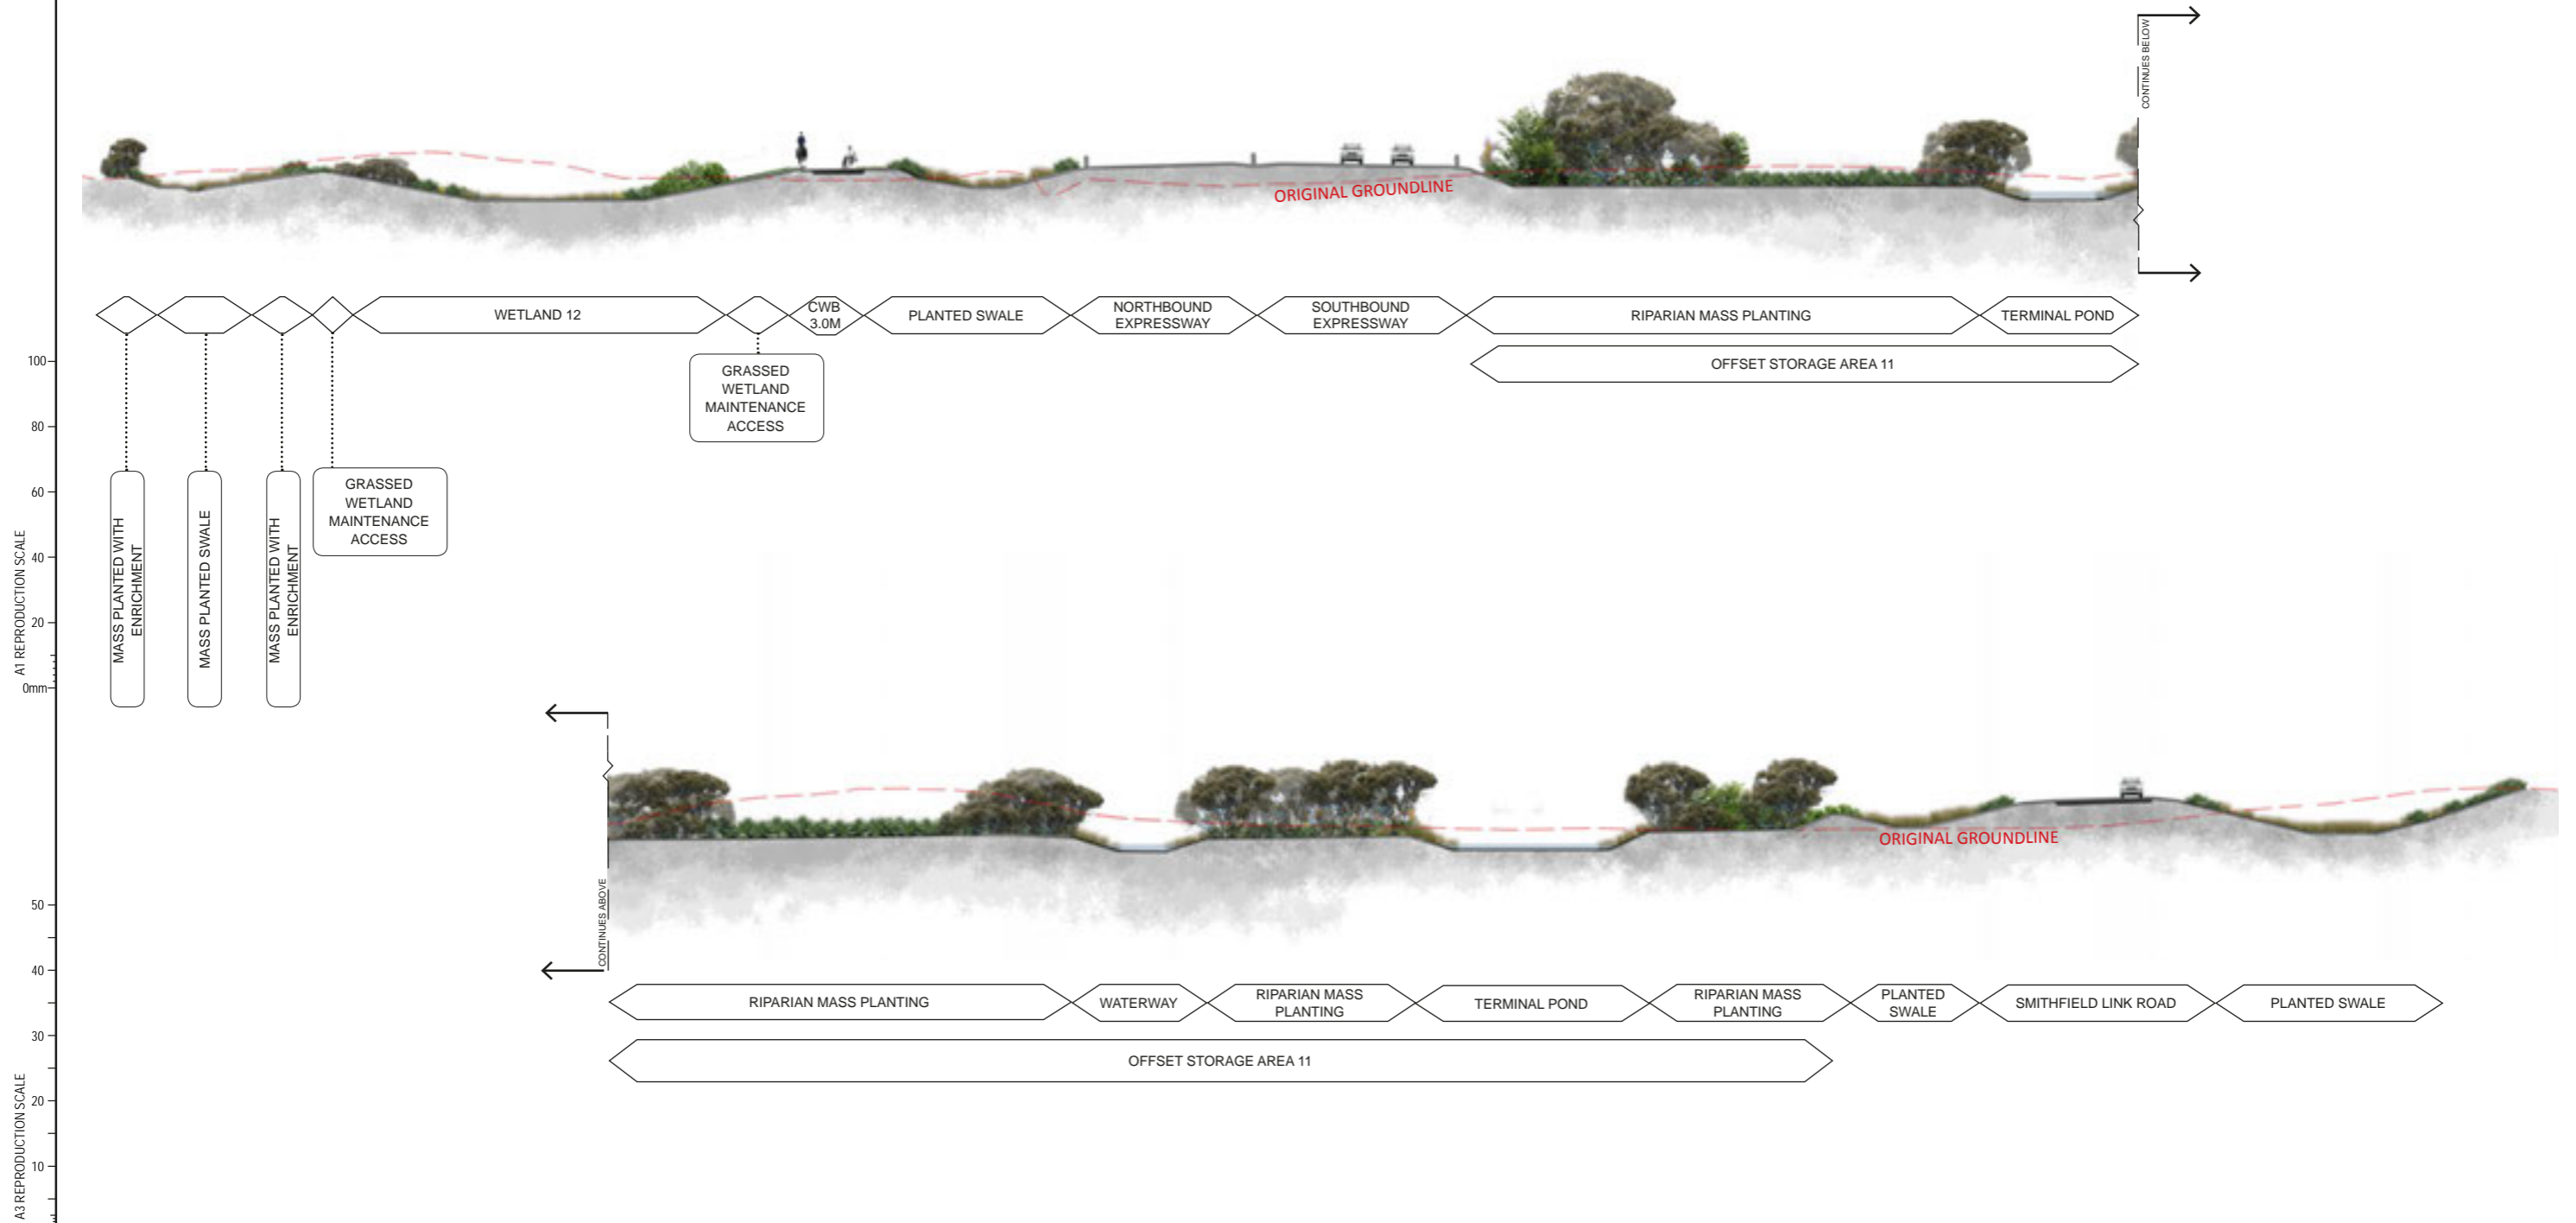 CONTINUES BELOW
ORIGINAL GROUNDLINE
WETLAND 12
CWB
3.0M
PLANTED SWALE
NORTHBOUND
EXPRESSWAY
SOUTHBOUND
EXPRESSWAY
RIPARIAN MASS PLANTING
TERMINAL POND
OFFSET STORAGE AREA 11
GRASSED
WETLAND
MAINTENANCE
ACCESS
MASS PLANTED WITH
ENRICHMENT
MASS PLANTED SWALE
MASS PLANTED WITH
ENRICHMENT
GRASSED
WETLAND
MAINTENANCE
ACCESS
100
80
60
40
20
0mm
A1 REPRODUCTION SCALE
CONTINUES ABOVE
ORIGINAL GROUNDLINE
RIPARIAN MASS PLANTING
WATERWAY
RIPARIAN MASS
PLANTING
TERMINAL POND
RIPARIAN MASS
PLANTING
PLANTED
SWALE
SMITHFIELD LINK ROAD
PLANTED SWALE
OFFSET STORAGE AREA 11
50
40
30
20
10
A3 REPRODUCTION SCALE